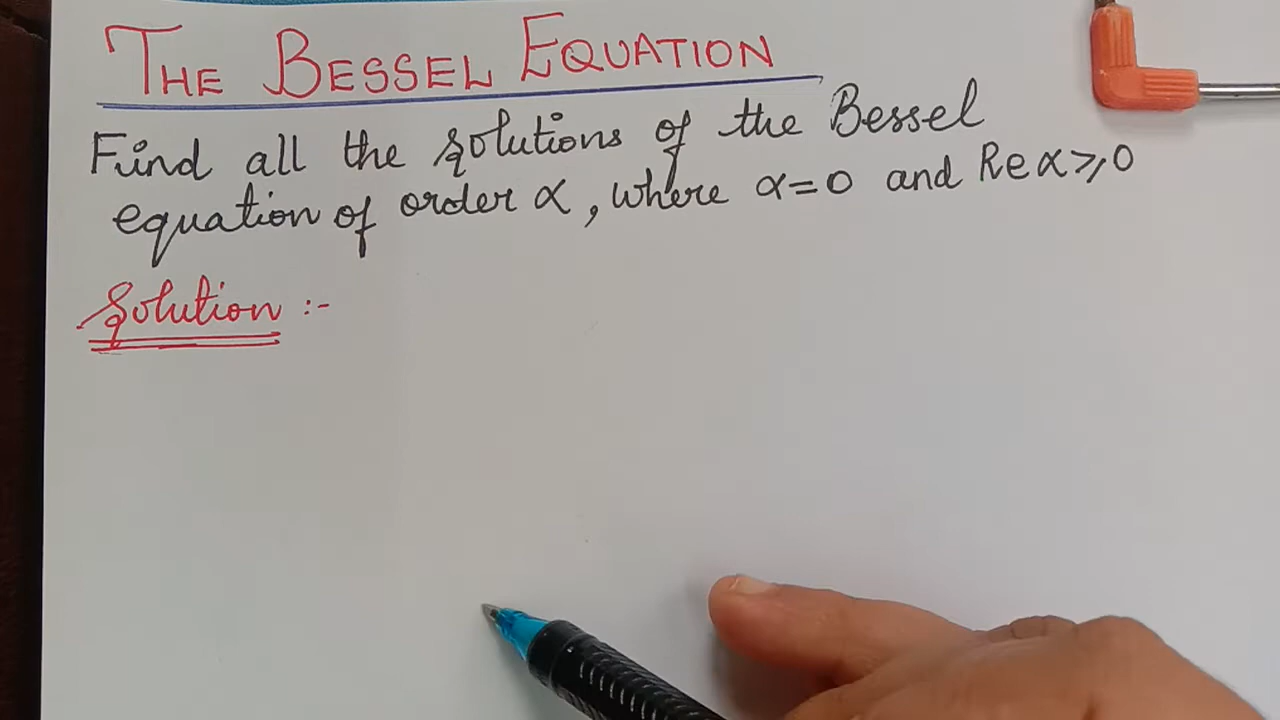 THE BESSEL EQUATION
Find all the solutions of the Bessel
equation of order α, where α=0 and Re α⩾0
Solution :-